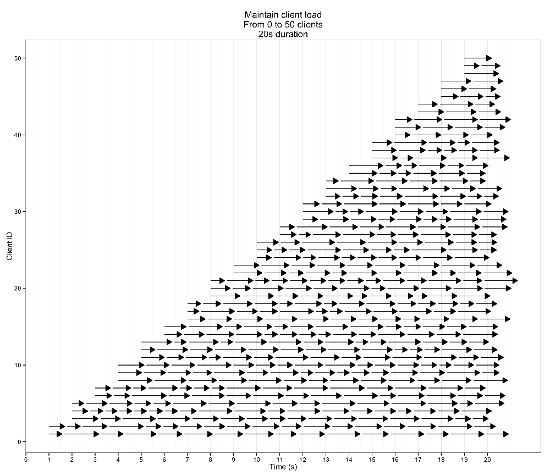 Maintain client load
From 0 to 50 clients
20s duration
50
40
30
20
10
0
Client ID
0 1 2 3 4 5 6 7 8 9 10 11 12 13 14 15 16 17 18 19 20
Time (s)